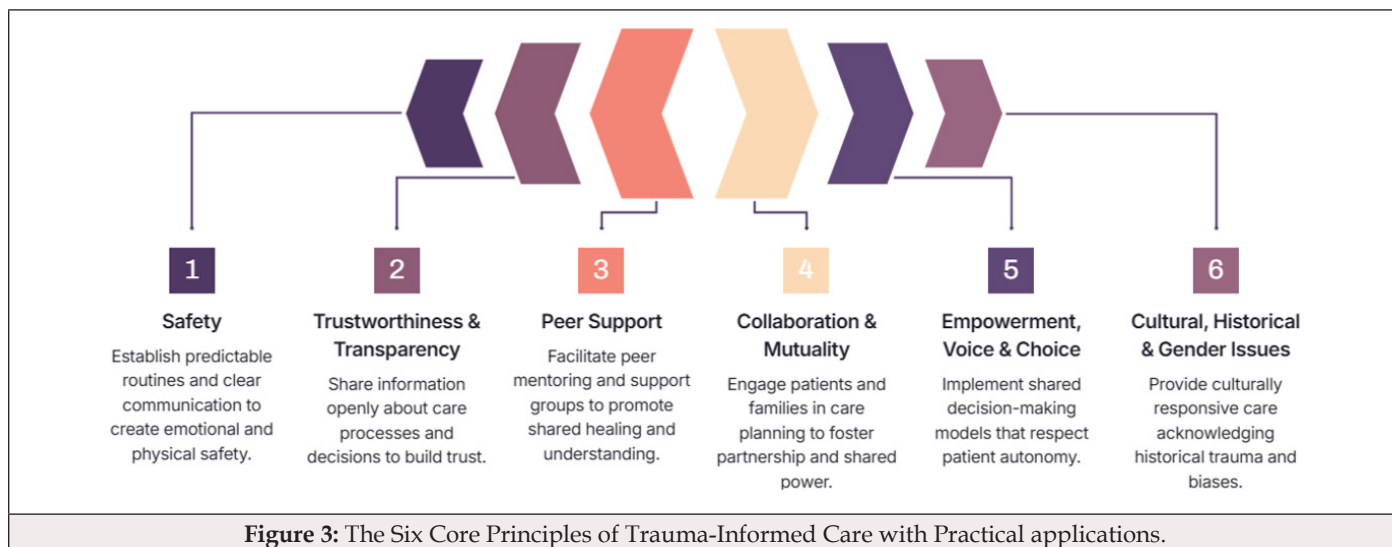 1
Safety
Establish predictable
routines and clear
communication to
create emotional and
physical safety.
2
Trustworthiness &
Transparency
Share information
openly about care
processes and
decisions to build trust.
3
Peer Support
Facilitate peer
mentoring and support
groups to promote
shared healing and
understanding.
4
Collaboration &
Mutuality
Engage patients and
families in care
planning to foster
partnership and shared
power.
5
Empowerment,
Voice & Choice
Implement shared
decision-making
models that respect
patient autonomy.
6
Cultural, Historical
& Gender Issues
Provide culturally
responsive care
acknowledging
historical trauma and
biases.
Figure 3: The Six Core Principles of Trauma-Informed Care with Practical applications.